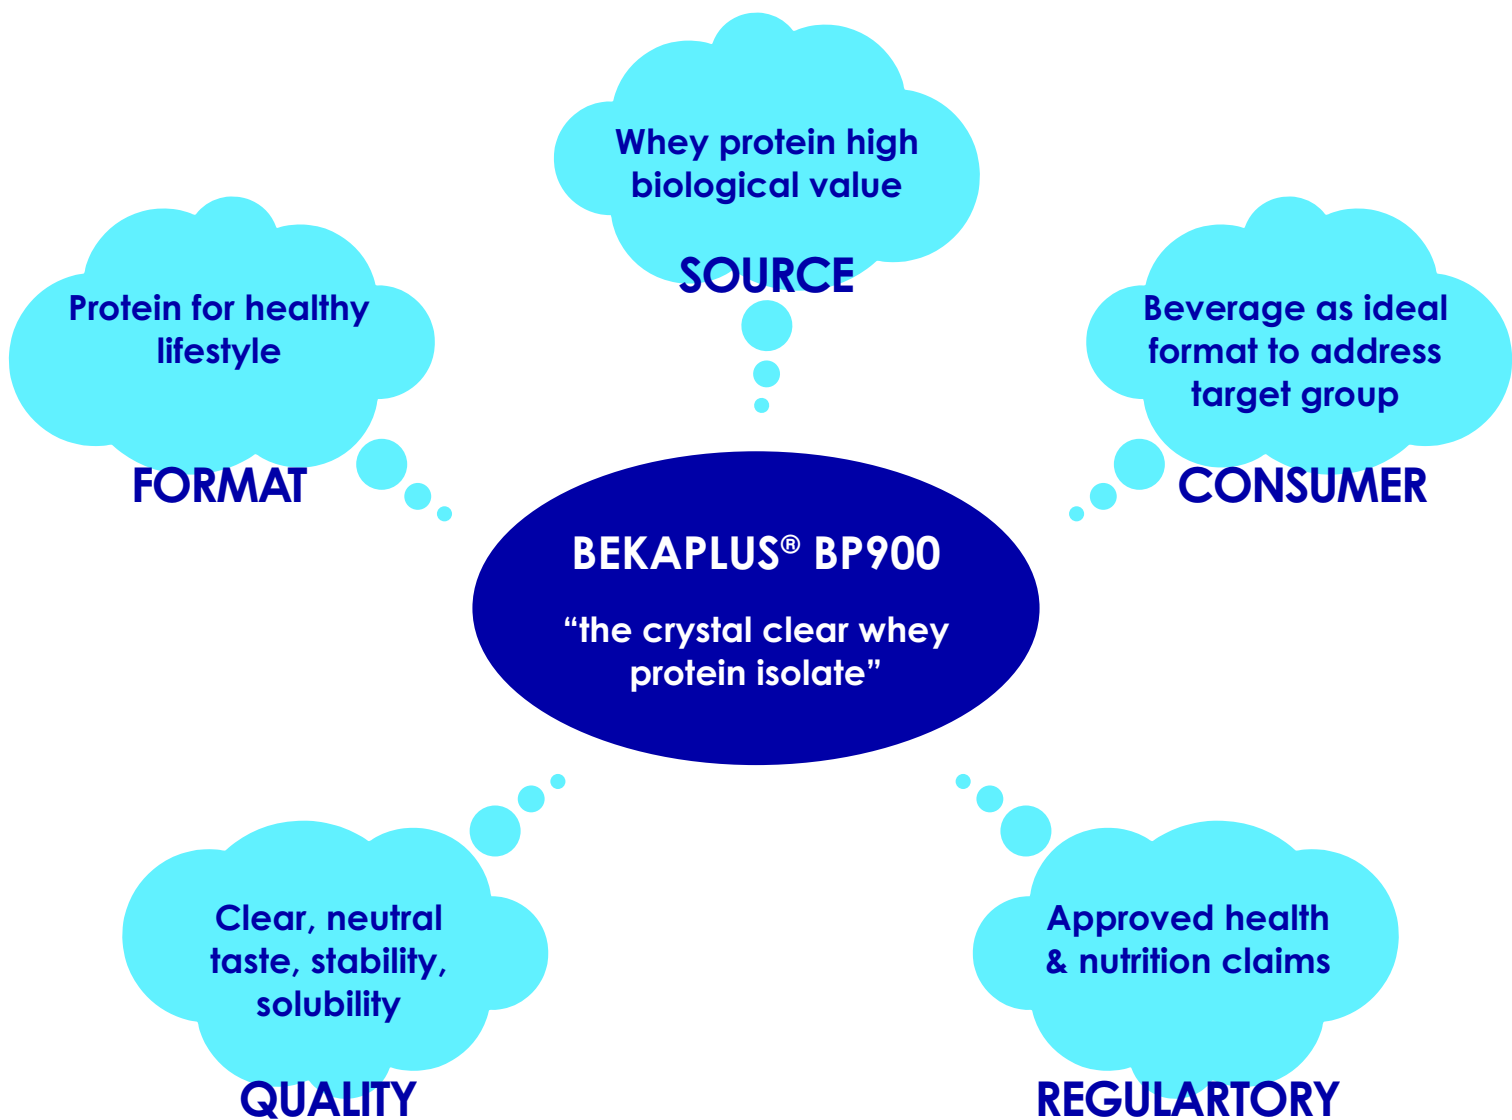 Whey protein high
biological value
SOURCE
Protein for healthy
lifestyle
FORMAT
Beverage as ideal
format to address
target group
CONSUMER
BEKAPLUS® BP900
“the crystal clear whey
protein isolate”
Clear, neutral
taste, stability,
solubility
QUALITY
Approved health
& nutrition claims
REGULARTORY